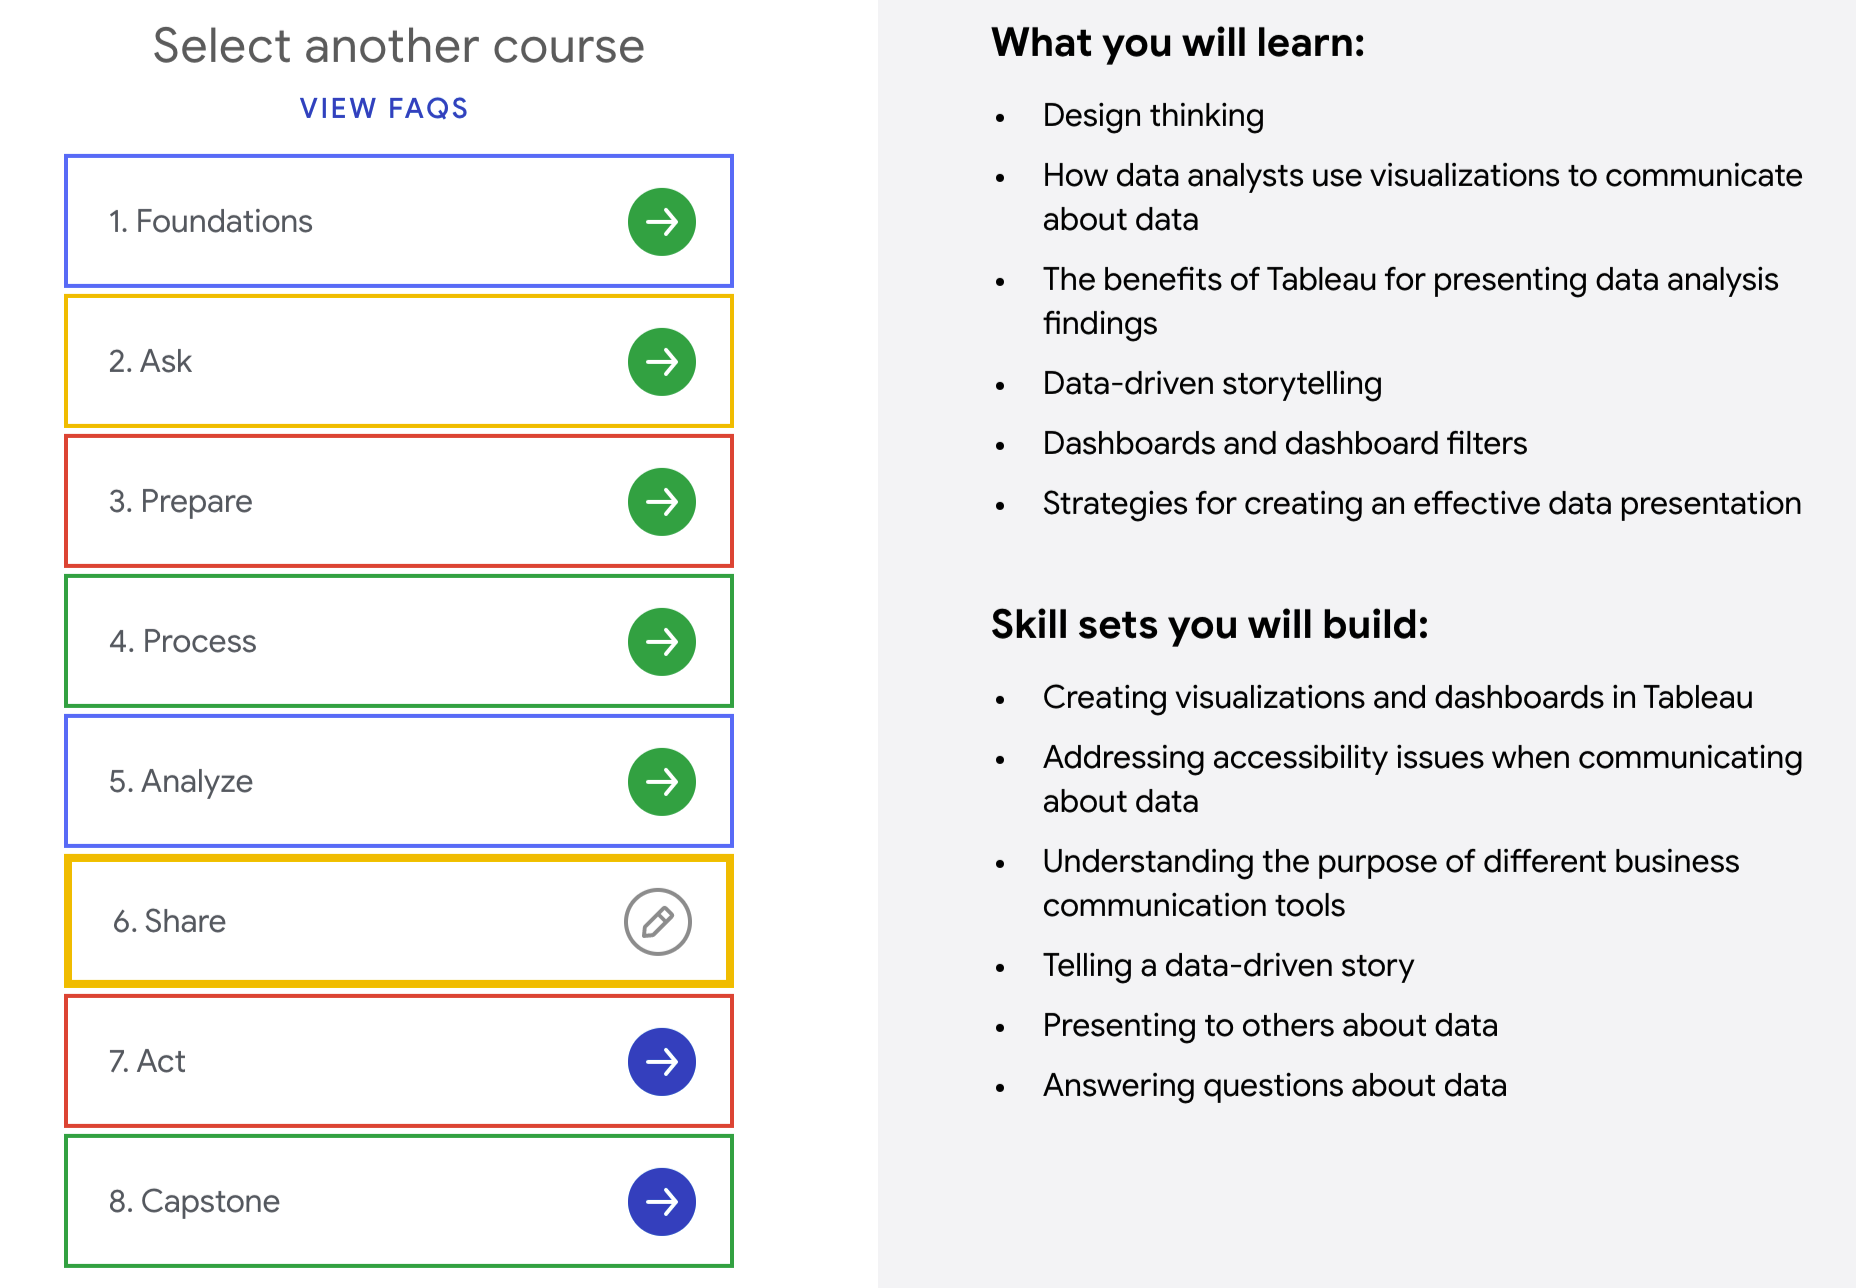 Select another course
VIEW FAQS
1. Foundations
2. Ask
3. Prepare
4. Process
5. Analyze
6. Share
7. Act
8. Capstone
What you will learn:
• Design thinking
• How data analysts use visualizations to communicate
about data
• The benefits of Tableau for presenting data analysis
findings
• Data-driven storytelling
• Dashboards and dashboard filters
• Strategies for creating an effective data presentation
Skill sets you will build:
• Creating visualizations and dashboards in Tableau
• Addressing accessibility issues when communicating
about data
• Understanding the purpose of different business
communication tools
• Telling a data-driven story
• Presenting to others about data
• Answering questions about data